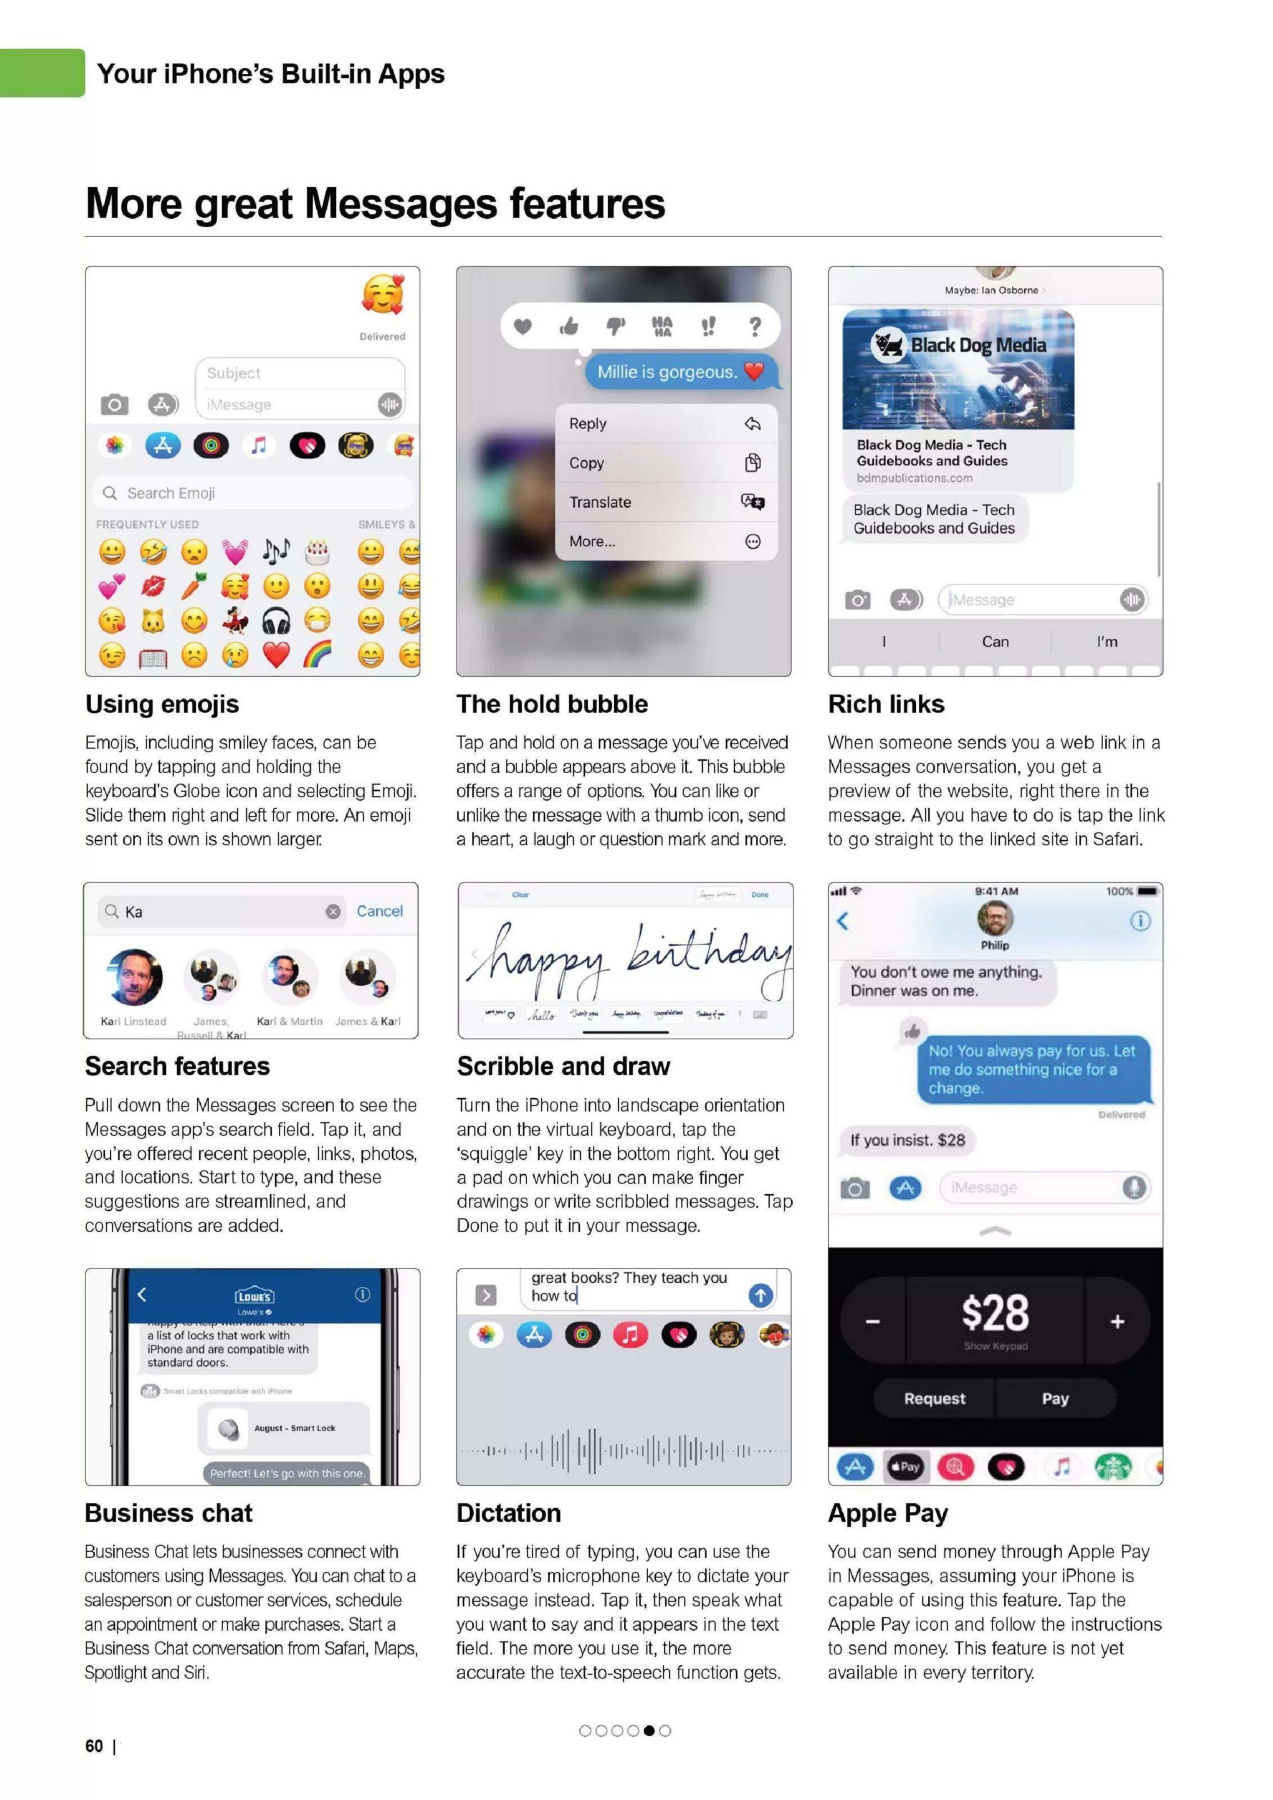 Your iPhone's Built-in Apps
More great Messages features
Delivered
Subject
iMessage
Search Emoji
FREQUENTLY USED
SMILEYS &
Using emojis
Emojis, including smiley faces, can be
found by tapping and holding the
keyboard's Globe icon and selecting Emoji.
Slide them right and left for more. An emoji
sent on its own is shown larger.
HA
HA
!!
?
Millie is gorgeous.
Reply
Copy
Translate
More...
The hold bubble
Tap and hold on a message you've received
and a bubble appears above it. This bubble
offers a range of options. You can like or
unlike the message with a thumb icon, send
a heart, a laugh or question mark and more.
Maybe: Ian Osborne >
Black Dog Media
Black Dog Media - Tech
Guidebooks and Guides
bdmpublications.com
Black Dog Media - Tech
Guidebooks and Guides
iMessage
I
Can
I'm
Rich links
When someone sends you a web link in a
Messages conversation, you get a
preview of the website, right there in the
message. All you have to do is tap the link
to go straight to the linked site in Safari.
Ka
Cancel
Karl Linstead
James,
Russell & Karl
Karl & Martin
James & Karl
Search features
Pull down the Messages screen to see the
Messages app's search field. Tap it, and
you're offered recent people, links, photos,
and locations. Start to type, and these
suggestions are streamlined, and
conversations are added.
Clear
happy birthday
Done
happy birthday
hello
thank you
happy birthday
congratulations
thinking of you
Scribble and draw
Turn the iPhone into landscape orientation
and on the virtual keyboard, tap the
'squiggle' key in the bottom right. You get
a pad on which you can make finger
drawings or write scribbled messages. Tap
Done to put it in your message.
9:41 AM
100%
Philip
You don't owe me anything.
Dinner was on me.
No! You always pay for us. Let
me do something nice for a
change.
Delivered
If you insist. $28
iMessage
$28
Show Keypad
Request
Pay
Pay
Apple Pay
You can send money through Apple Pay
in Messages, assuming your iPhone is
capable of using this feature. Tap the
Apple Pay icon and follow the instructions
to send money. This feature is not yet
available in every territory.
LOWE'S
Lowe's
happy to help with that! Here's
a list of locks that work with
iPhone and are compatible with
standard doors.
Smart Locks compatible with iPhone
August - Smart Lock
Perfect! Let's go with this one.
Business chat
Business Chat lets businesses connect with
customers using Messages. You can chat to a
salesperson or customer services, schedule
an appointment or make purchases. Start a
Business Chat conversation from Safari, Maps,
Spotlight and Siri.
great books? They teach you
how to
Dictation
If you're tired of typing, you can use the
keyboard's microphone key to dictate your
message instead. Tap it, then speak what
you want to say and it appears in the text
field. The more you use it, the more
accurate the text-to-speech function gets.
60 |